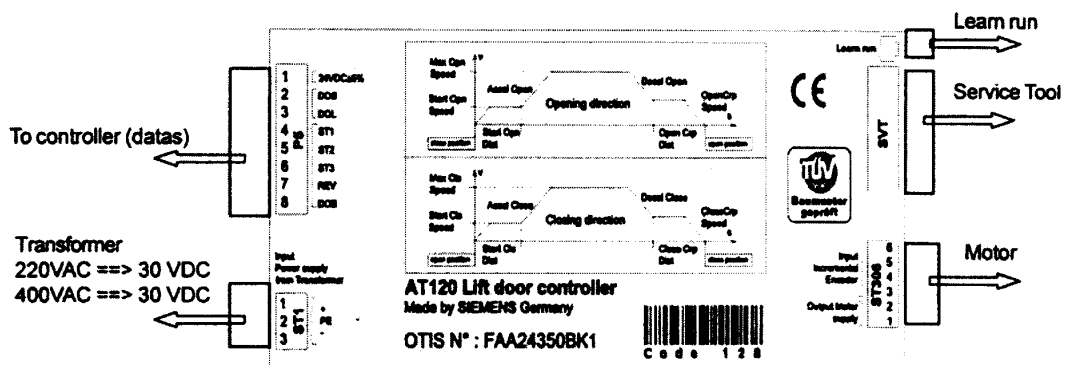 Learn run
Learn run
Service Tool
SVT
To controller (datas)
P5
1 24VDC±5%
2 DOS
3 DOL
4 ST1
5 ST2
6 ST3
7 REV
8 DOB
Max Opn Speed
Start Opn Speed
V
Accel Open
Opening direction
Decel Open
OpenCrp Speed
s
close position
Start Opn Dist
Open Crp Dist
open position
Max Cls Speed
Start Cls Speed
V
Accel Close
Closing direction
Decel Close
CloseCrp Speed
s
open position
Start Cls Dist
Close Crp Dist
close position
CE
TÜV
Baumuster
geprüft
Transformer
220VAC ==> 30 VDC
400VAC ==> 30 VDC
Input
Power supply
from Transformer
ST1
1 +
2 PE
3 -
AT120 Lift door controller
Made by SIEMENS Germany
OTIS N° : FAA24350BK1
Code 128
Input
Incremental
Encoder
Output Motor
supply
ST306
6
5
4
3
2
1
Motor